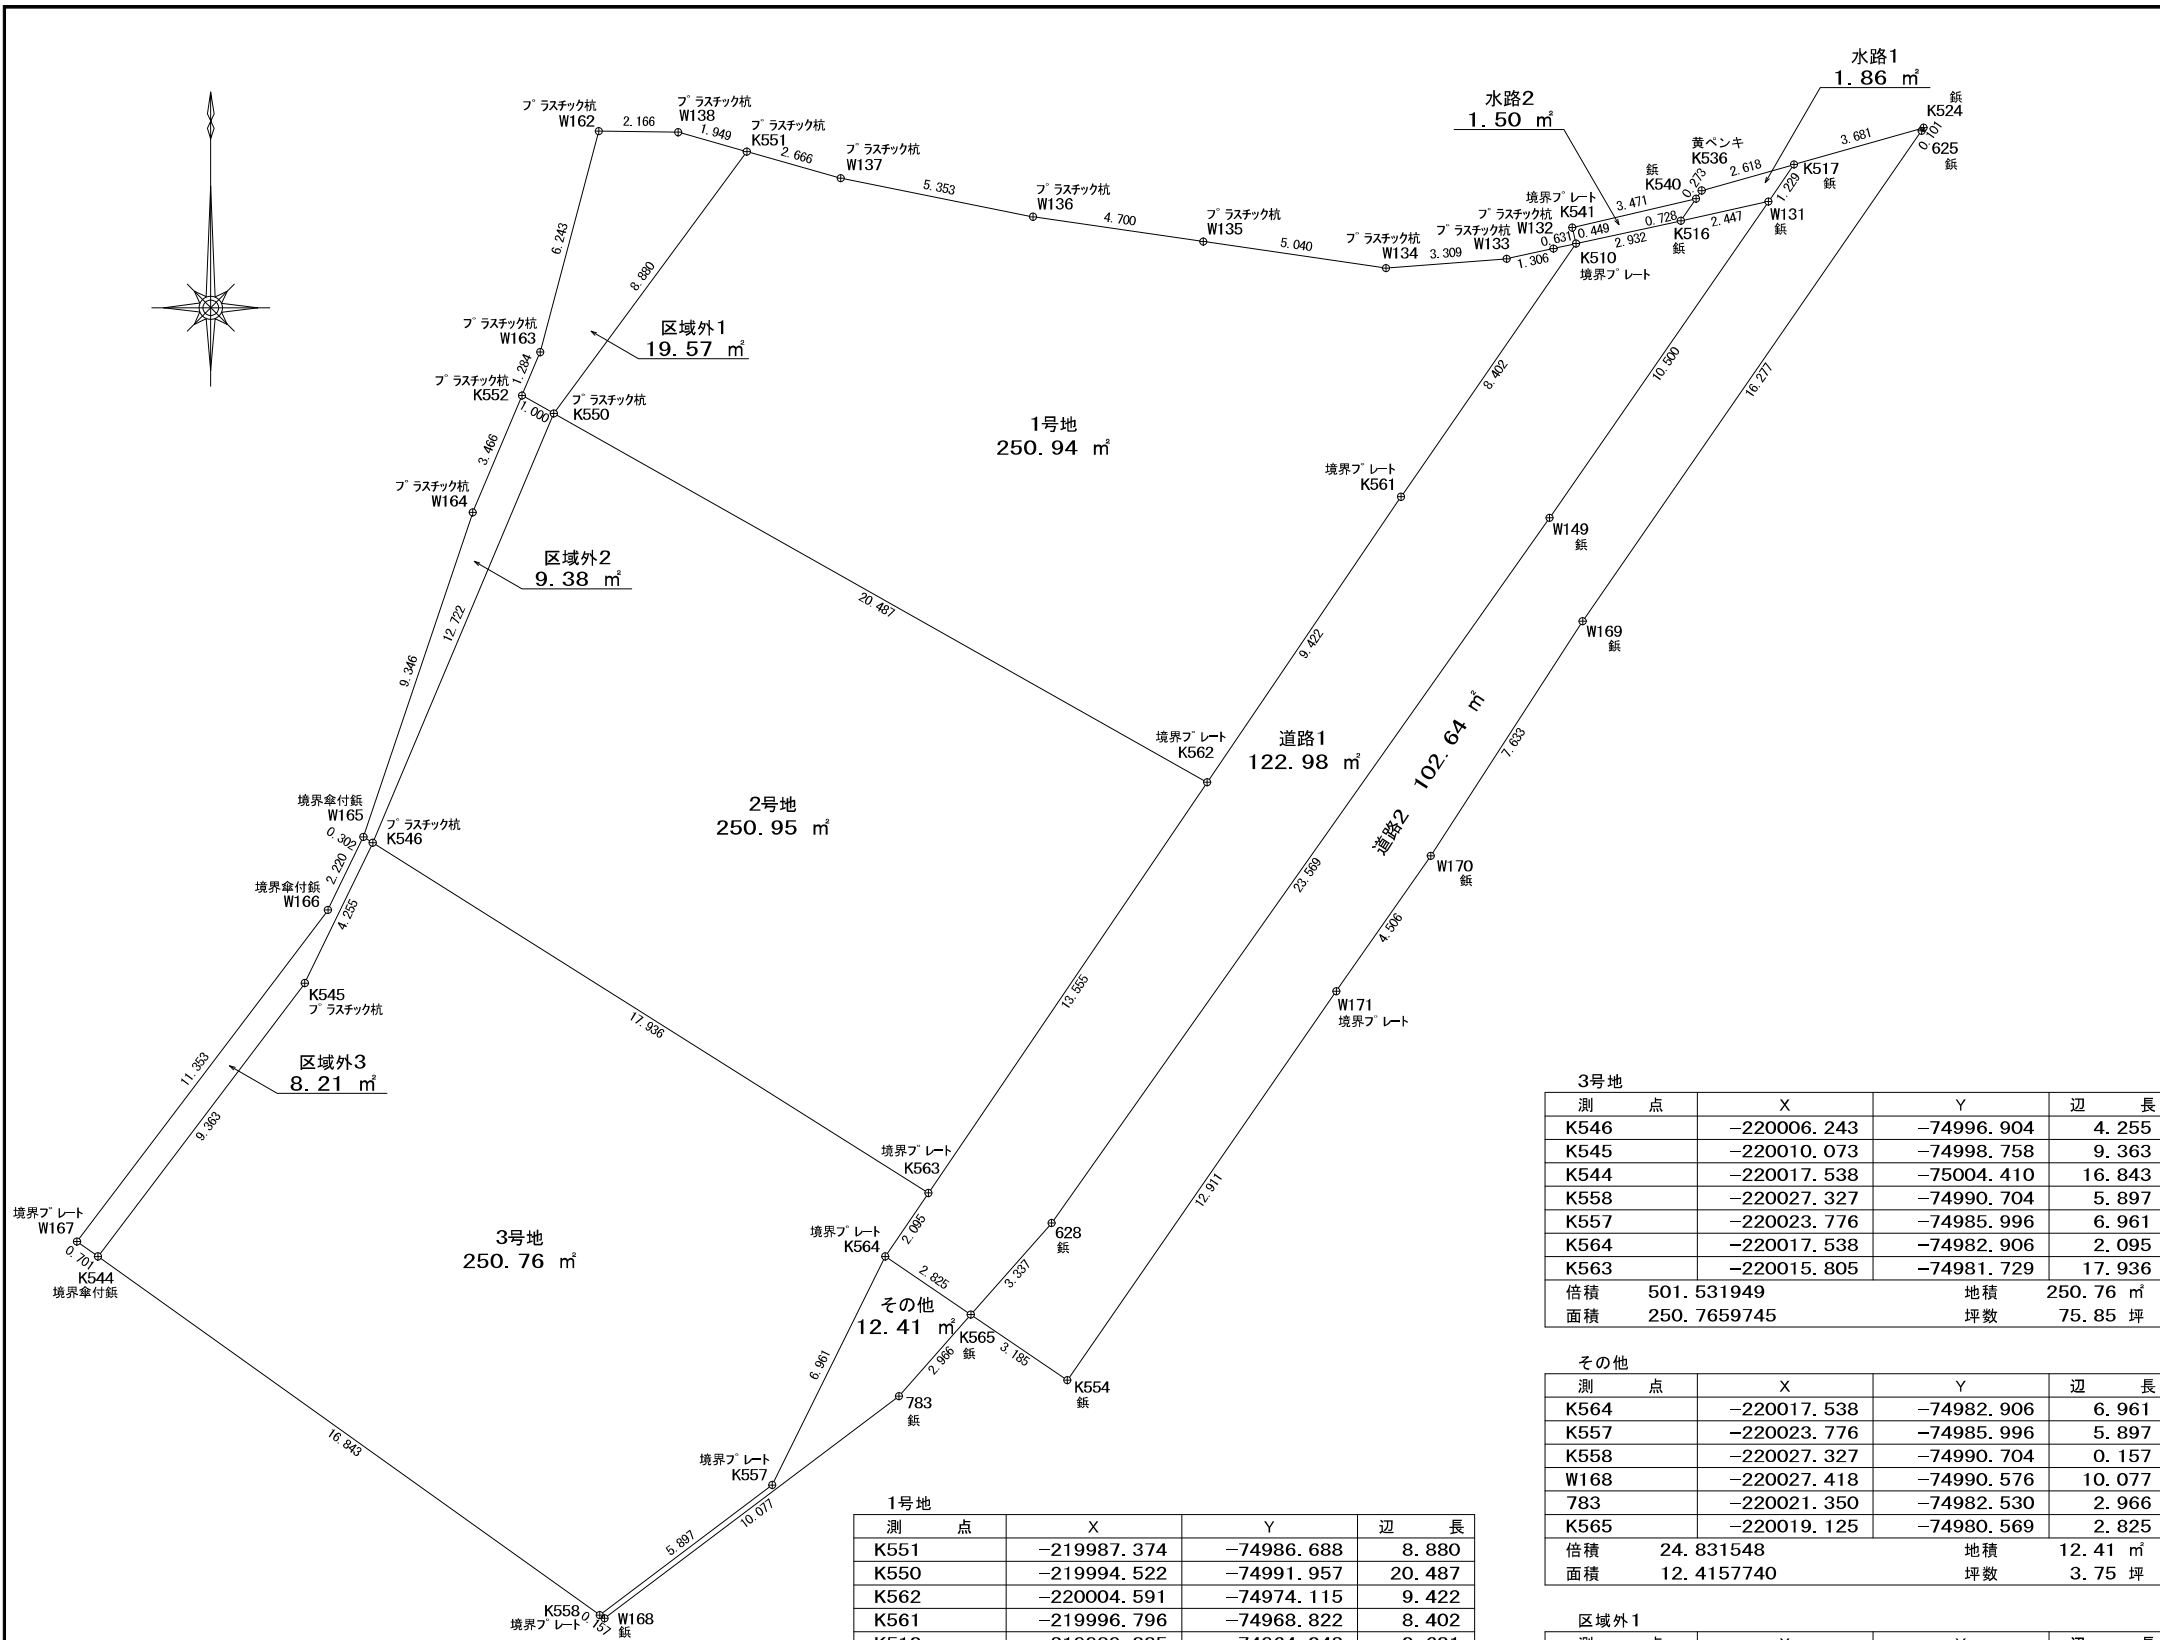 水路1
1.86 ㎡
水路2
1.50 ㎡
鋲
K524
0.101
625
鋲
3.681
プラスチック杭
W162
2.166
プラスチック杭
W138
1.949
プラスチック杭
K551
2.666
プラスチック杭
W137
5.353
プラスチック杭
W136
4.700
プラスチック杭
W135
5.040
プラスチック杭
W134
3.309
プラスチック杭
W133
1.306
プラスチック杭
W132
0.631
境界プレート
K541
0.449
3.471
鋲
K540
0.273
黄ペンキ
K536
2.618
K517
鋲
1.229
W131
鋲
0.728
2.447
K516
鋲
2.932
K510
境界プレート
6.243
8.880
プラスチック杭
W163
1.284
プラスチック杭
K552
1.000
プラスチック杭
K550
区域外1
19.57 ㎡
1号地
250.94 ㎡
8.402
10.500
16.277
3.466
プラスチック杭
W164
境界プレート
K561
W149
鋲
区域外2
9.38 ㎡
20.487
12.722
9.346
9.422
W169
鋲
7.633
境界プレート
K562
道路1
122.98 ㎡
道路2 102.64 ㎡
2号地
250.95 ㎡
境界傘付鋲
W165
0.302
プラスチック杭
K546
2.220
境界傘付鋲
W166
4.255
23.569
W170
鋲
4.506
K545
プラスチック杭
17.936
13.555
W171
境界プレート
11.353
区域外3
8.21 ㎡
9.363
境界プレート
K563
12.911
2.095
境界プレート
W167
0.701
K544
境界傘付鋲
3号地
250.76 ㎡
境界プレート
K564
2.825
628
鋲
3.337
その他
12.41 ㎡
K565
鋲
3.185
6.961
2.966
K554
鋲
783
鋲
16.843
境界プレート
K557
10.077
5.897
K558
境界プレート
0.157
W168
鋲
3号地
測 点 X Y 辺 長
K546 -220006.243 -74996.904 4.255
K545 -220010.073 -74998.758 9.363
K544 -220017.538 -75004.410 16.843
K558 -220027.327 -74990.704 5.897
K557 -220023.776 -74985.996 6.961
K564 -220017.538 -74982.906 2.095
K563 -220015.805 -74981.729 17.936
倍積 501.531949 地積 250.76 ㎡
面積 250.7659745 坪数 75.85 坪
その他
測 点 X Y 辺 長
K564 -220017.538 -74982.906 6.961
K557 -220023.776 -74985.996 5.897
K558 -220027.327 -74990.704 0.157
W168 -220027.418 -74990.576 10.077
783 -220021.350 -74982.530 2.966
K565 -220019.125 -74980.569 2.825
倍積 24.831548 地積 12.41 ㎡
面積 12.4157740 坪数 3.75 坪
区域外1
1号地
測 点 X Y 辺 長
K551 -219987.374 -74986.688 8.880
K550 -219994.522 -74991.957 20.487
K562 -220004.591 -74974.115 9.422
K561 -219996.796 -74968.822 8.402